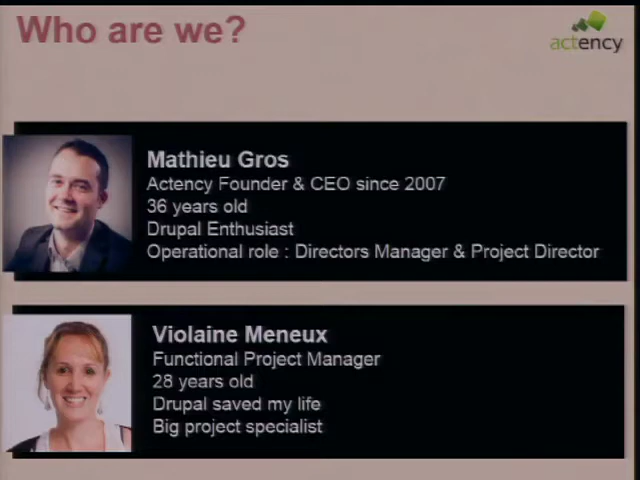 Who are we?
actency
Mathieu Gros
Actency Founder & CEO since 2007
36 years old
Drupal Enthusiast
Operational role : Directors Manager & Project Director
Violaine Meneux
Functional Project Manager
28 years old
Drupal saved my life
Big project specialist